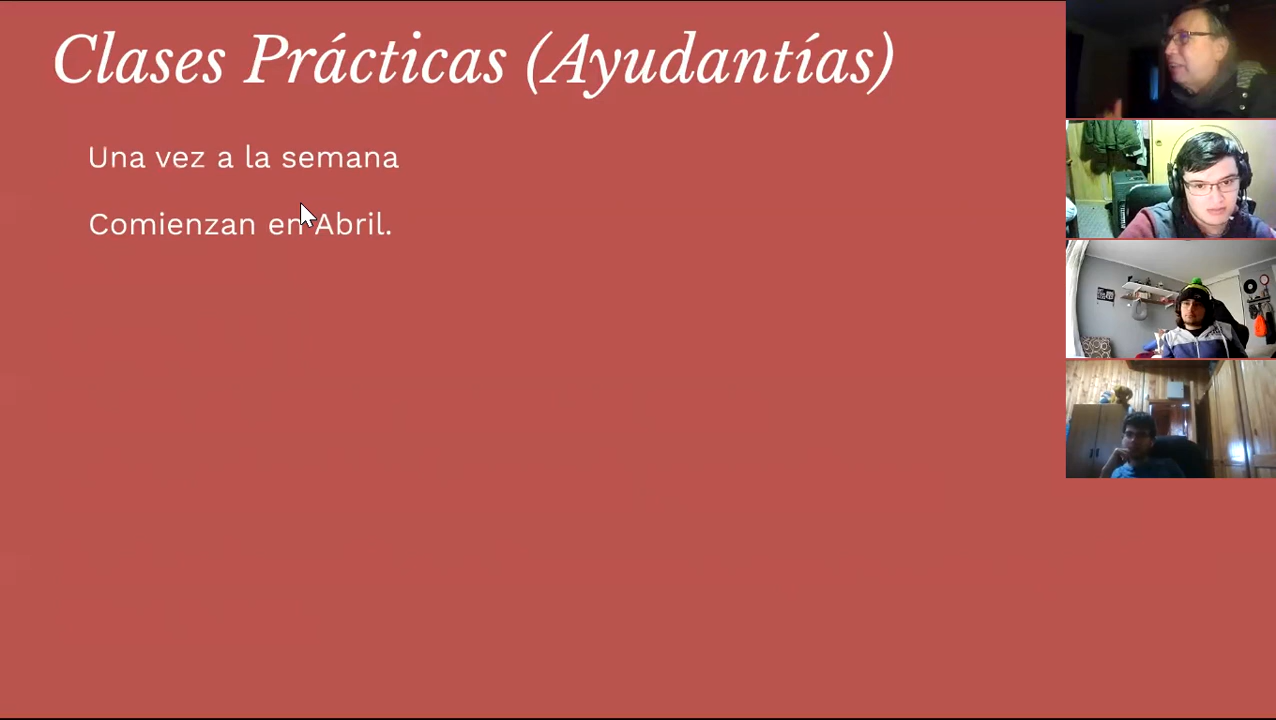 Clases Prácticas (Ayudantías)
Una vez a la semana
Comienzan en Abril.